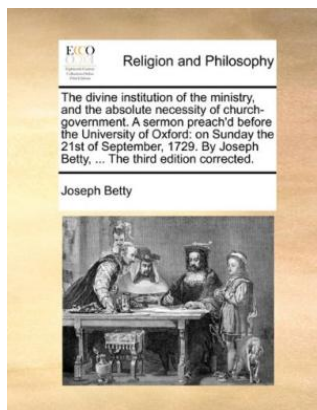 ECCO
Religion and Philosophy
The divine institution of the ministry,
and the absolute necessity of church-
government. A sermon preach'd before
the University of Oxford: on Sunday the
21st of September, 1729. By Joseph
Betty, ... The third edition corrected.
Joseph Betty